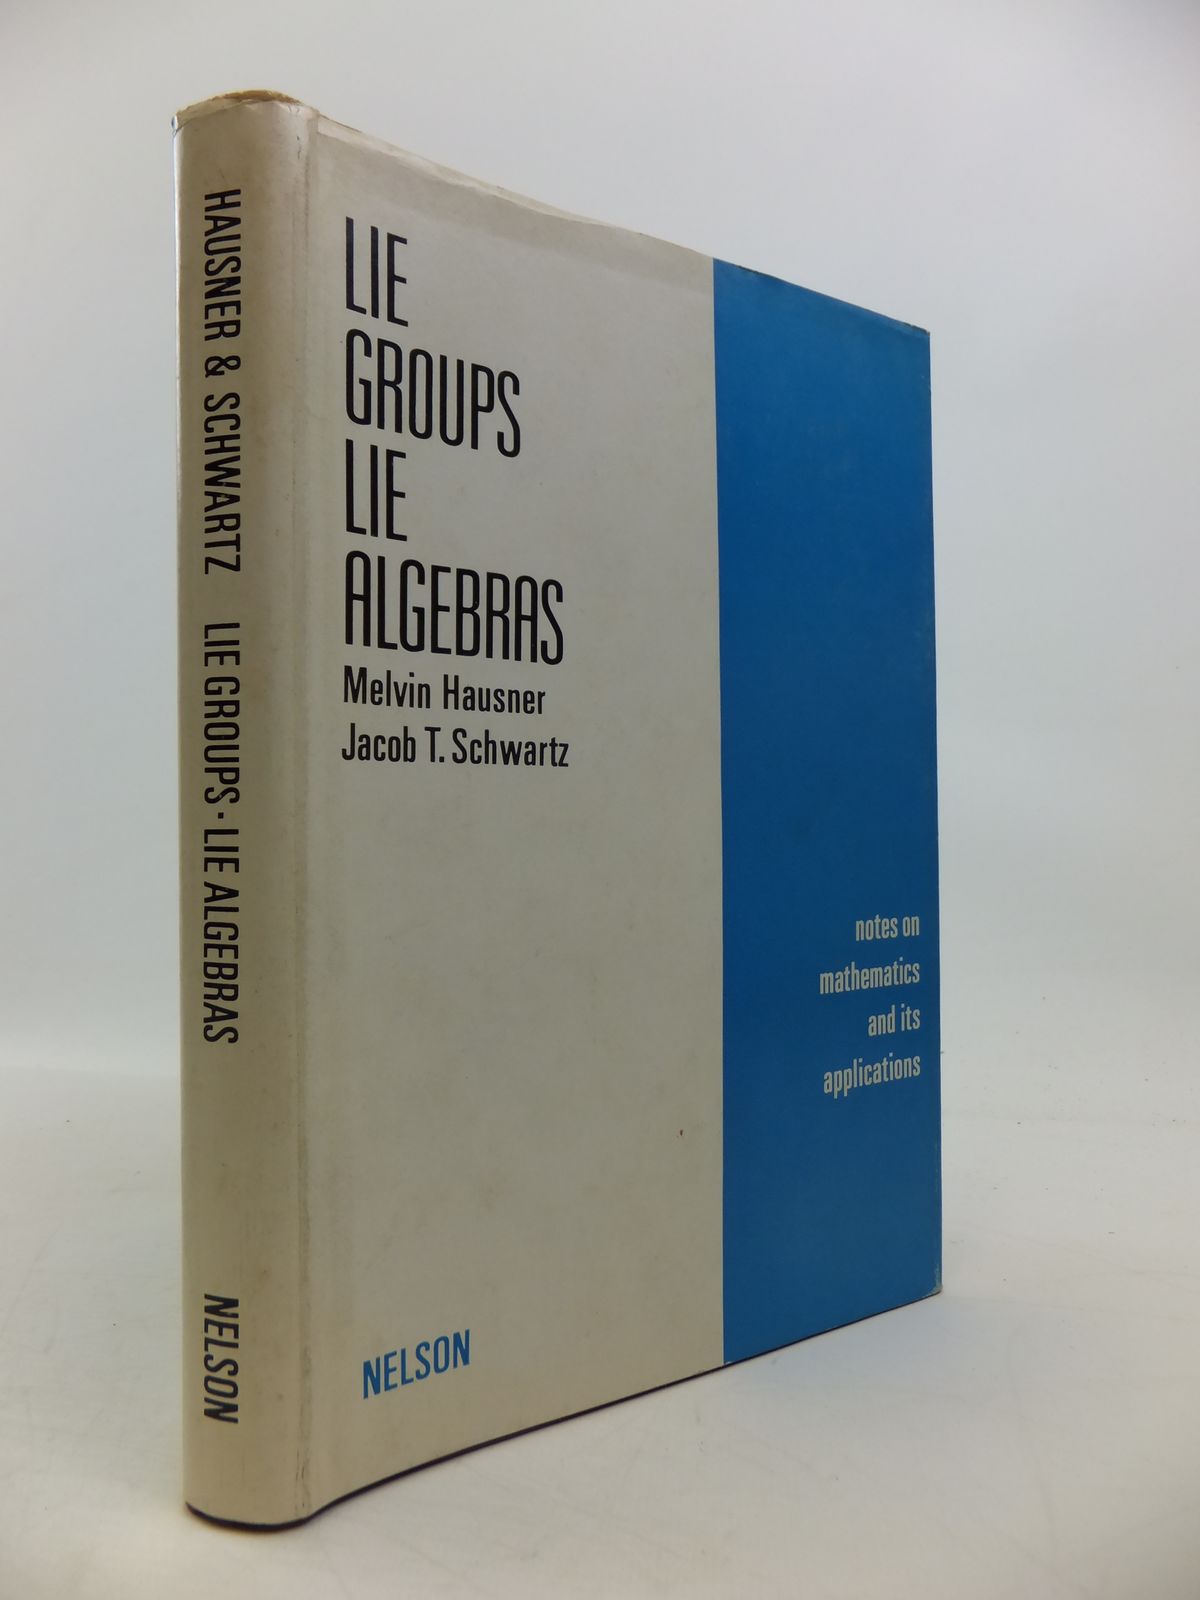 HAUSNER & SCHWARTZ LIE GROUPS · LIE ALGEBRAS NELSON
LIE
GROUPS
LIE
ALGEBRAS
Melvin Hausner
Jacob T. Schwartz
notes on
mathematics
and its
applications
NELSON